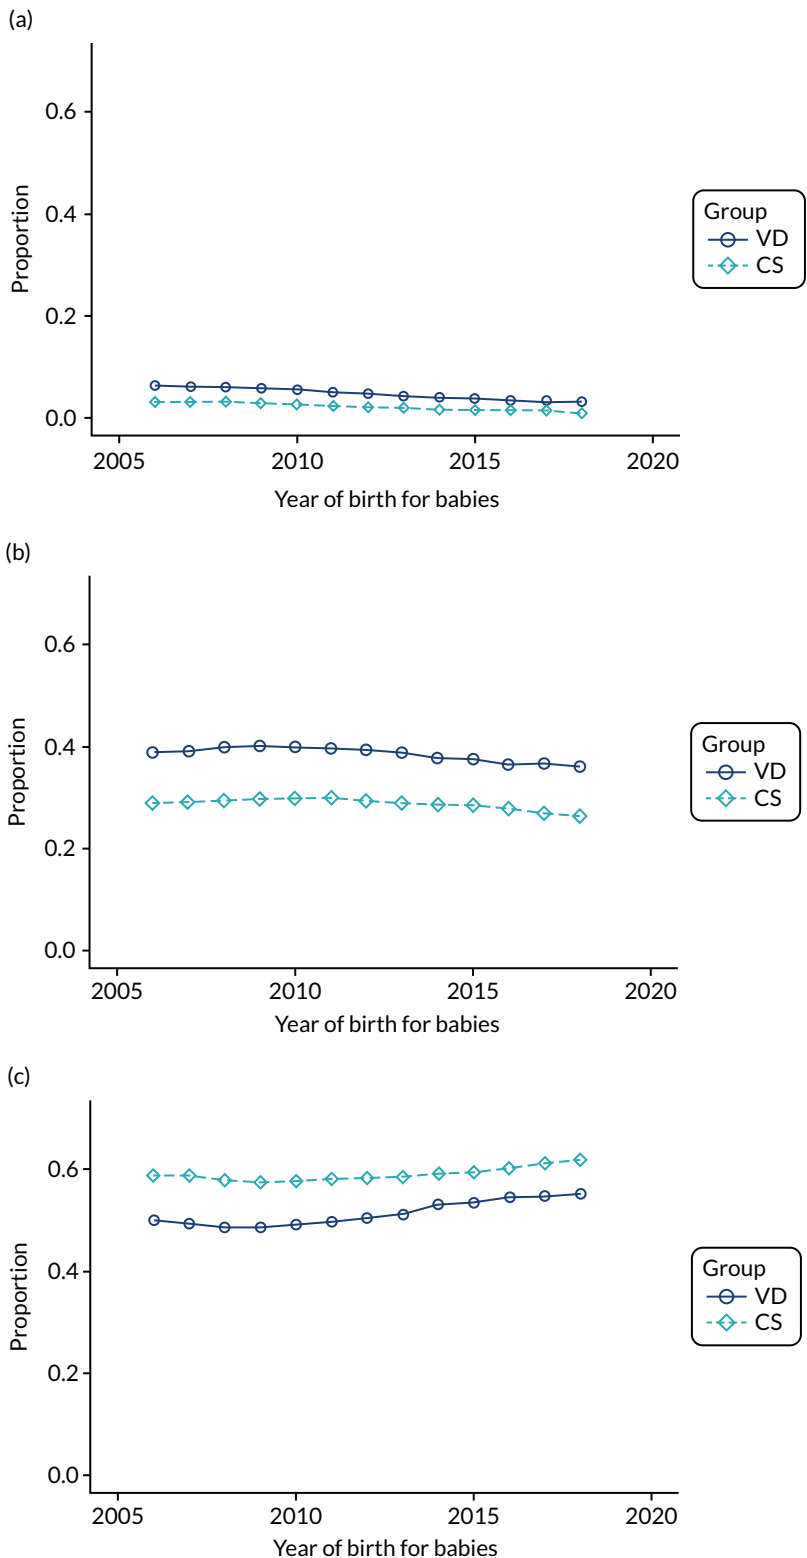 (a)
0.6
0.4
0.2
0.0
Proportion
2005 2010 2015 2020
Year of birth for babies
Group
VD
CS
(b)
0.6
0.4
0.2
0.0
Proportion
2005 2010 2015 2020
Year of birth for babies
Group
VD
CS
(c)
0.6
0.4
0.2
0.0
Proportion
2005 2010 2015 2020
Year of birth for babies
Group
VD
CS